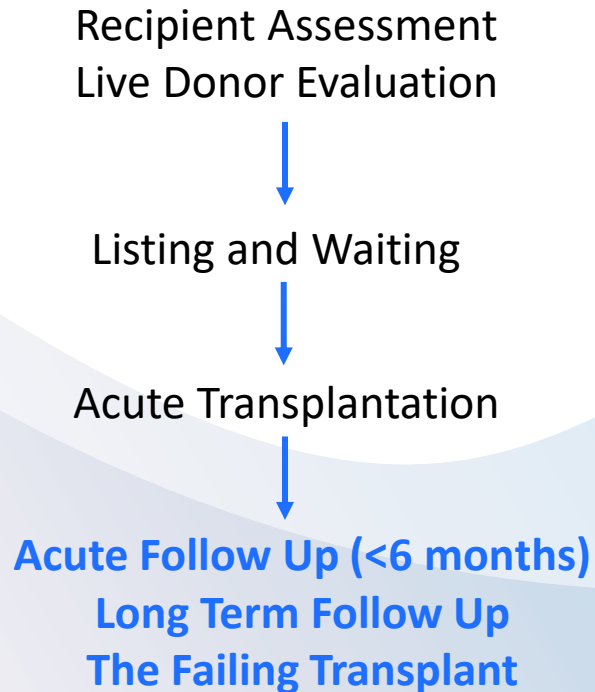 Recipient Assessment
Live Donor Evaluation
Listing and Waiting
Acute Transplantation
Acute Follow Up (<6 months)
Long Term Follow Up
The Failing Transplant